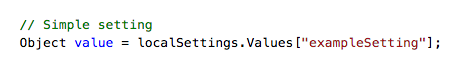 // Simple setting
Object value = localSettings.Values["exampleSetting"];